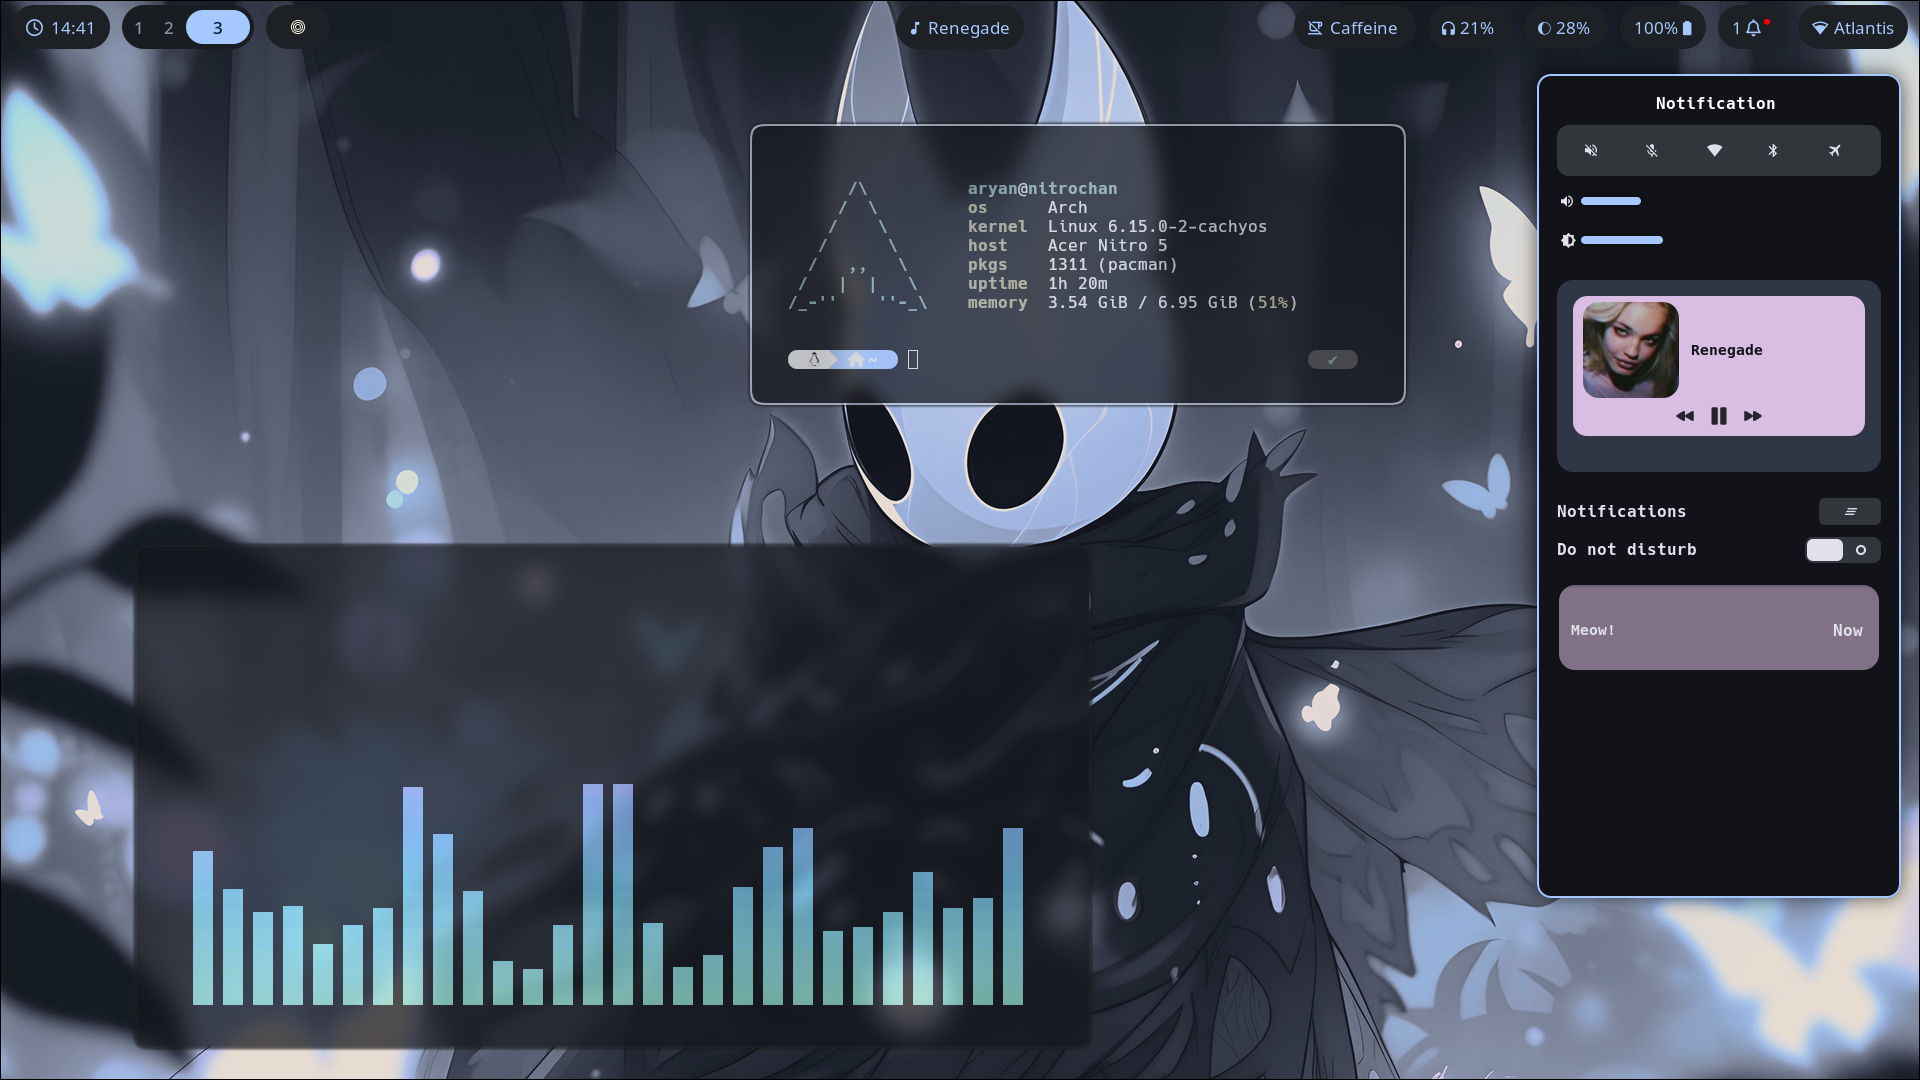 14:41
1 2 3
Renegade
Caffeine
21%
28%
100%
1
Atlantis
aryan@nitrochan
os Arch
kernel Linux 6.15.0-2-cachyos
host Acer Nitro 5
pkgs 1311 (pacman)
uptime 1h 20m
memory 3.54 GiB / 6.95 GiB (51%)
~
Notification
Renegade
Notifications
Do not disturb
Meow! Now